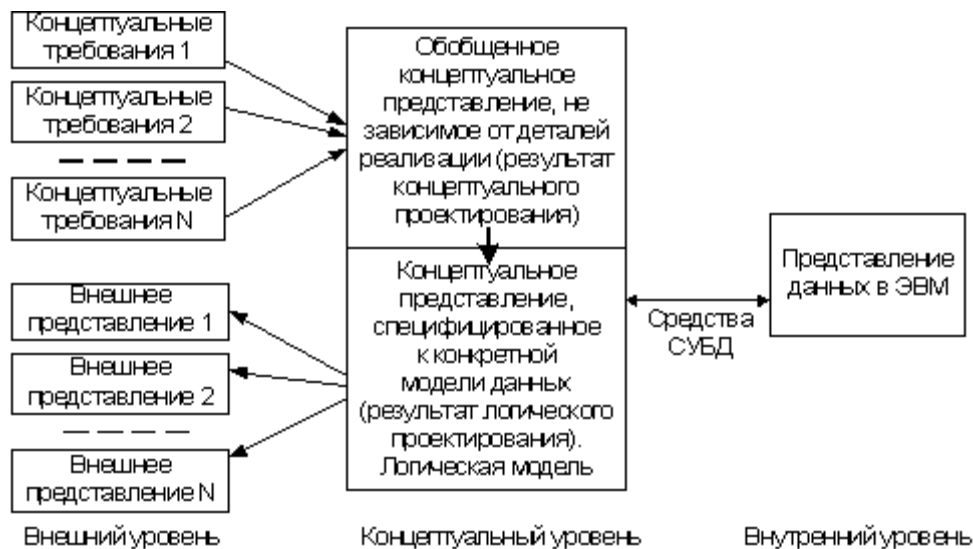 Концептуальные
требования 1
Концептуальные
требования 2
Концептуальные
требования N
Внешнее
представление 1
Внешнее
представление 2
Внешнее
представление N
Внешний уровень
Обобщенное
концептуальное
представление, не
зависимое от деталей
реализации (результат
концептуального
проектирования)
Концептуальное
представление,
специфицированное
к конкретной
модели данных
(результат логического
проектирования).
Логическая модель
Концептуальный уровень
Средства
СУБД
Представление
данных в ЭВМ
Внутренний уровень